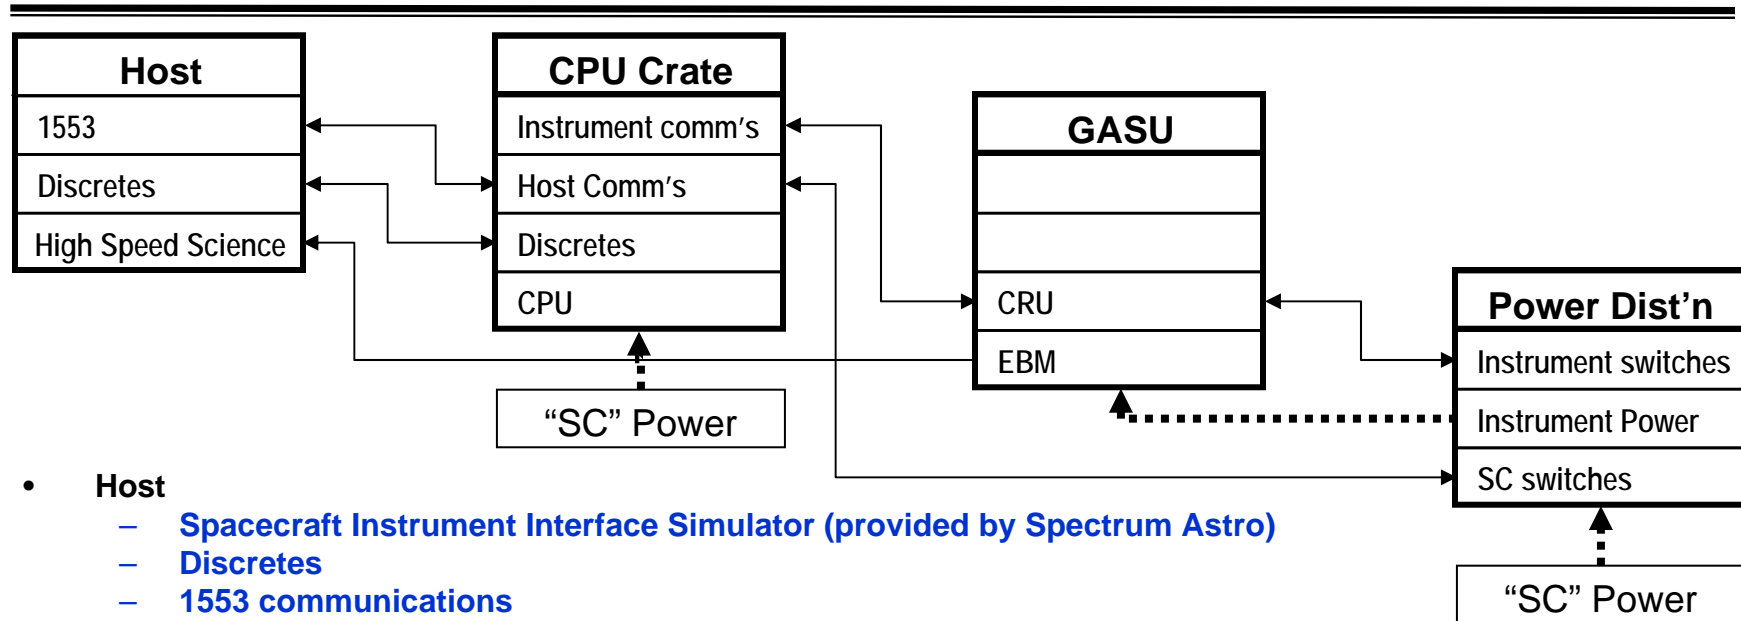 Host
1553
Discretes
High Speed Science
CPU Crate
Instrument comm's
Host Comm's
Discretes
CPU
“SC” Power
GASU
CRU
EBM
Power Dist'n
Instrument switches
Instrument Power
SC switches
“SC” Power
• Host
– Spacecraft Instrument Interface Simulator (provided by Spectrum Astro)
– Discretes
– 1553 communications